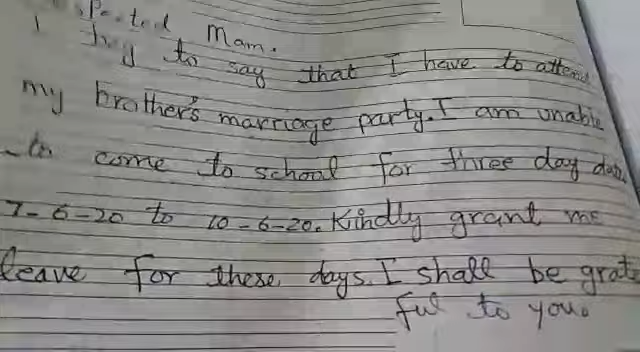 Mam.
to say that I have to attend
my brother's marriage party. I am unable
to come to school for three day
7-6-20 to 10-6-20. Kindly grant me
leave for these days. I shall be grate
ful to you.